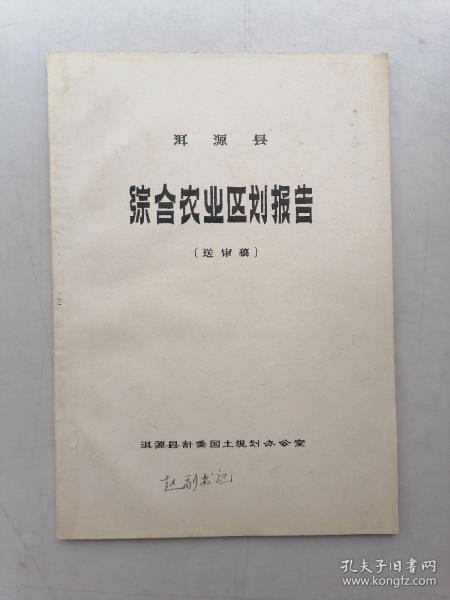 洱源县
综合农业区划报告
〔送审稿〕
洱源县计委国土规划办公室
赵副书记
孔夫子旧书网
www.kongfz.com